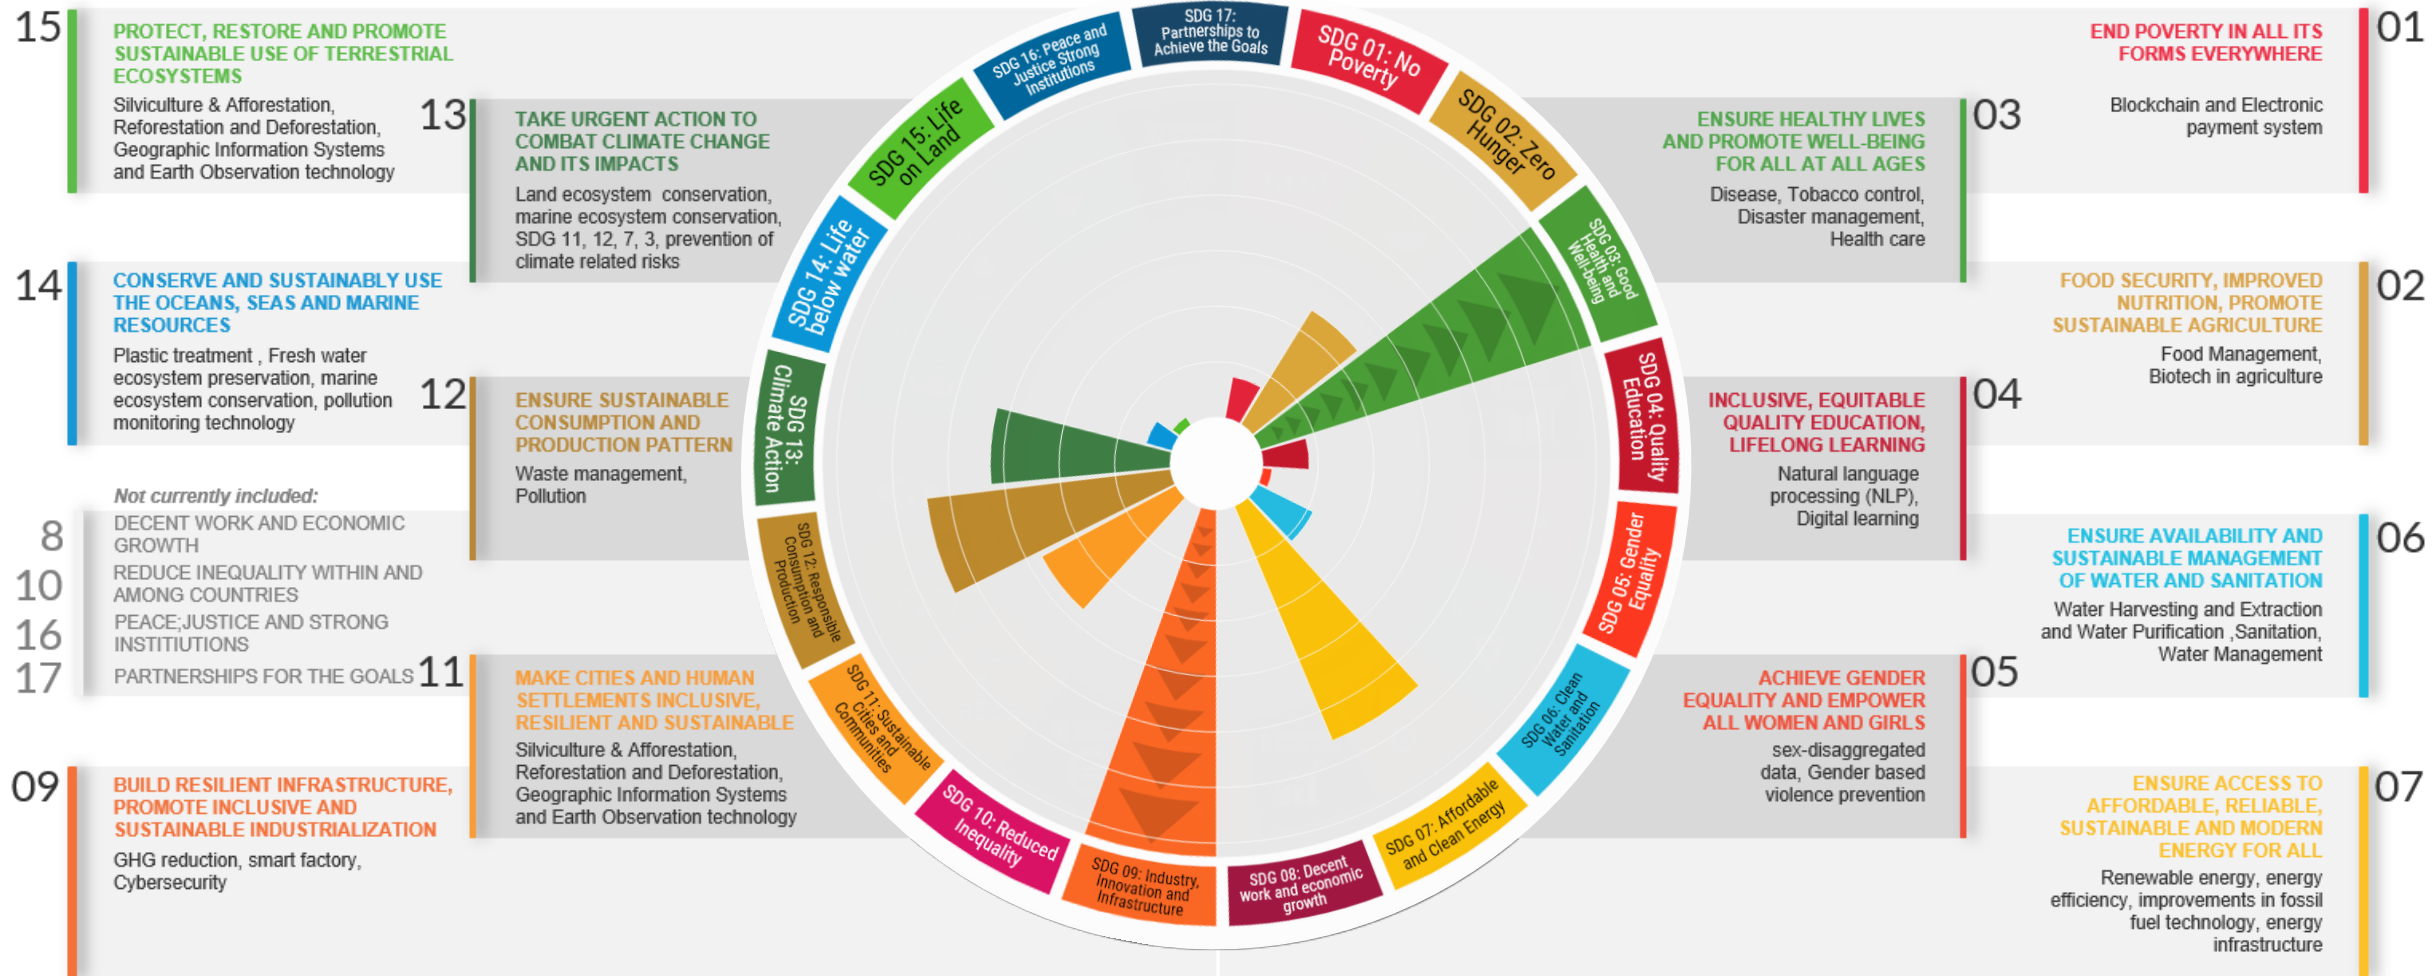 15
PROTECT, RESTORE AND PROMOTE
SUSTAINABLE USE OF TERRESTRIAL
ECOSYSTEMS
Silviculture & Afforestation,
Reforestation and Deforestation,
Geographic Information Systems
and Earth Observation technology
13
TAKE URGENT ACTION TO
COMBAT CLIMATE CHANGE
AND ITS IMPACTS
Land ecosystem conservation,
marine ecosystem conservation,
SDG 11, 12, 7, 3, prevention of
climate related risks
14
CONSERVE AND SUSTAINABLY USE
THE OCEANS, SEAS AND MARINE
RESOURCES
Plastic treatment , Fresh water
ecosystem preservation, marine
ecosystem conservation, pollution
monitoring technology
12
ENSURE SUSTAINABLE
CONSUMPTION AND
PRODUCTION PATTERN
Waste management,
Pollution
Not currently included:
8
DECENT WORK AND ECONOMIC
GROWTH
10
REDUCE INEQUALITY WITHIN AND
AMONG COUNTRIES
16
PEACE;JUSTICE AND STRONG
INSTITIUTIONS
17
PARTNERSHIPS FOR THE GOALS
11
MAKE CITIES AND HUMAN
SETTLEMENTS INCLUSIVE,
RESILIENT AND SUSTAINABLE
Silviculture & Afforestation,
Reforestation and Deforestation,
Geographic Information Systems
and Earth Observation technology
09
BUILD RESILIENT INFRASTRUCTURE,
PROMOTE INCLUSIVE AND
SUSTAINABLE INDUSTRIALIZATION
GHG reduction, smart factory,
Cybersecurity
SDG 17:
Partnerships to
Achieve the Goals
SDG 01: No
Poverty
SDG 02: Zero
Hunger
SDG 03: Good
Health and
Well-being
SDG 04: Quality
Education
SDG 05: Gender
Equality
SDG 06: Clean
Water and
Sanitation
SDG 07: Affordable
and Clean Energy
SDG 08: Decent
work and economic
growth
SDG 09: Industry,
Innovation and
Infrastructure
SDG 10: Reduced
Inequality
SDG 11: Sustainable
Cities and
Communities
SDG 12: Responsible
Consumption and
Production
SDG 13:
Climate Action
SDG 14: Life
below water
SDG 15: Life
on Land
SDG 16: Peace and
Justice Strong
Institutions
01
END POVERTY IN ALL ITS
FORMS EVERYWHERE
Blockchain and Electronic
payment system
03
ENSURE HEALTHY LIVES
AND PROMOTE WELL-BEING
FOR ALL AT ALL AGES
Disease, Tobacco control,
Disaster management,
Health care
02
FOOD SECURITY, IMPROVED
NUTRITION, PROMOTE
SUSTAINABLE AGRICULTURE
Food Management,
Biotech in agriculture
04
INCLUSIVE, EQUITABLE
QUALITY EDUCATION,
LIFELONG LEARNING
Natural language
processing (NLP),
Digital learning
06
ENSURE AVAILABILITY AND
SUSTAINABLE MANAGEMENT
OF WATER AND SANITATION
Water Harvesting and Extraction
and Water Purification ,Sanitation,
Water Management
05
ACHIEVE GENDER
EQUALITY AND EMPOWER
ALL WOMEN AND GIRLS
sex-disaggregated
data, Gender based
violence prevention
07
ENSURE ACCESS TO
AFFORDABLE, RELIABLE,
SUSTAINABLE AND MODERN
ENERGY FOR ALL
Renewable energy, energy
efficiency, improvements in fossil
fuel technology, energy
infrastructure